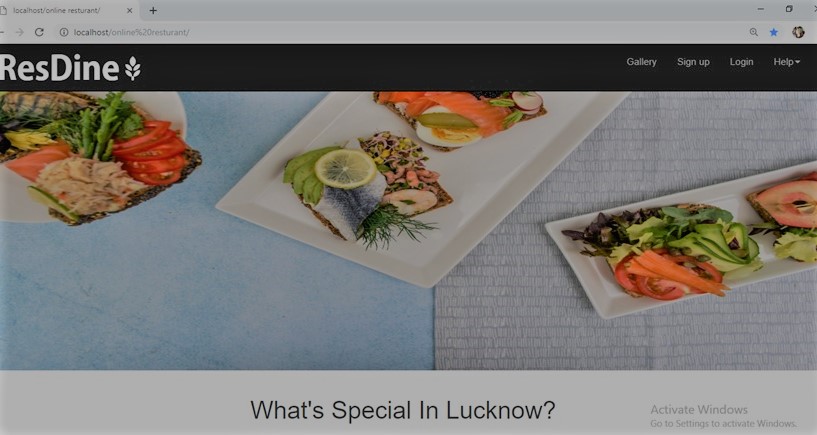 localhost/online resturant/
localhost/online%20resturant/
ResDine
Gallery Sign up Login Help
What's Special In Lucknow?
Activate Windows
Go to Settings to activate Windows.